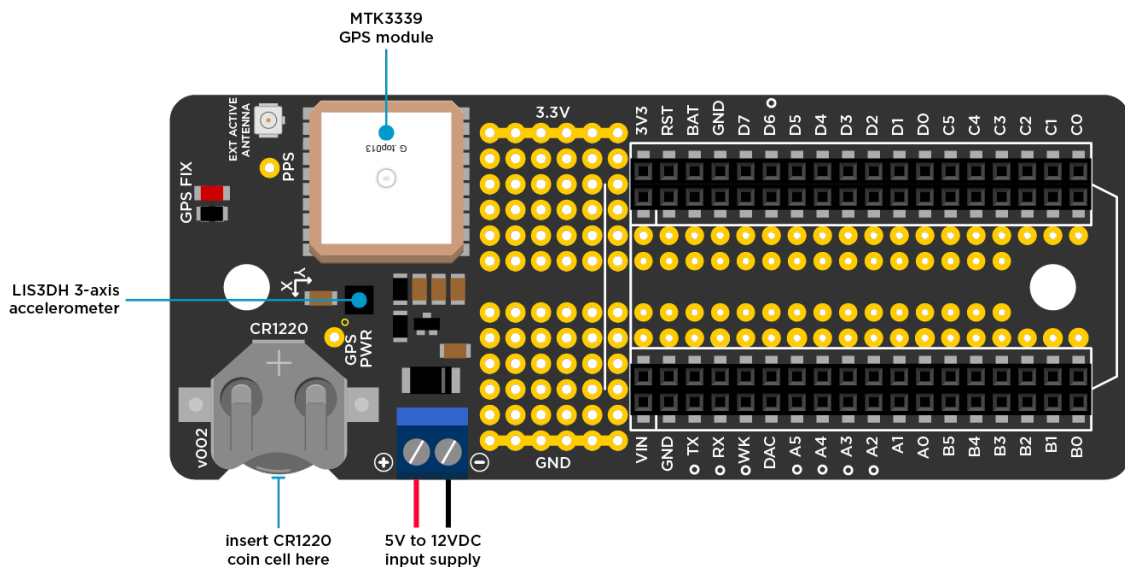 MTK3339
GPS module
EXT ACTIVE
ANTENNA
PPS
GPS FIX
G.top013
3.3V
3V3
RST
BAT
GND
D7
D6
D5
D4
D3
D2
D1
D0
C5
C4
C3
C2
C1
C0
LIS3DH 3-axis
accelerometer
Y
X
CR1220
+
GPS
PWR
v002
+
−
GND
VIN
GND
TX
RX
WK
DAC
A5
A4
A3
A2
A1
A0
B5
B4
B3
B2
B1
B0
insert CR1220
coin cell here
5V to 12VDC
input supply